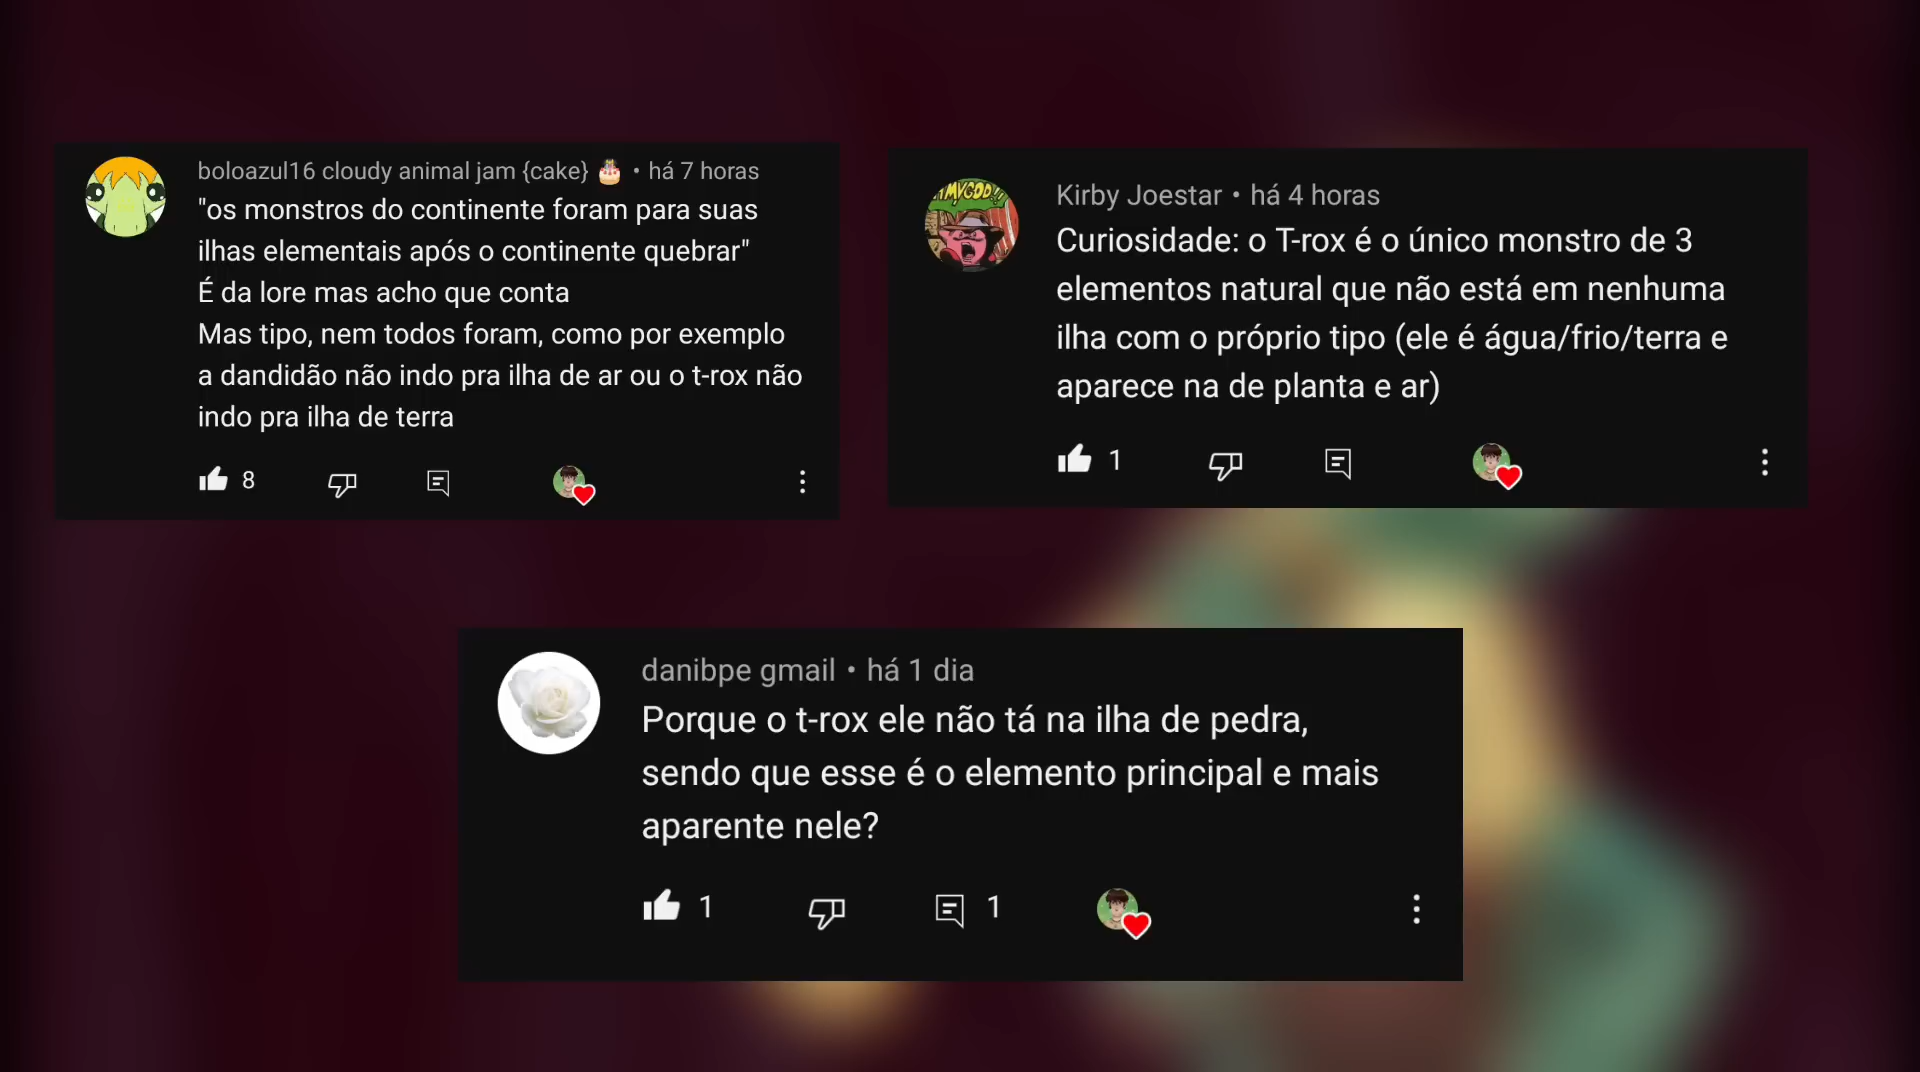 boloazul16 cloudy animal jam {cake} 🎂 • há 7 horas
"os monstros do continente foram para suas
ilhas elementais após o continente quebrar"
É da lore mas acho que conta
Mas tipo, nem todos foram, como por exemplo
a dandidão não indo pra ilha de ar ou o t-rox não
indo pra ilha de terra
8
MYGOD!!
Kirby Joestar • há 4 horas
Curiosidade: o T-rox é o único monstro de 3
elementos natural que não está em nenhuma
ilha com o próprio tipo (ele é água/frio/terra e
aparece na de planta e ar)
1
danibpe gmail • há 1 dia
Porque o t-rox ele não tá na ilha de pedra,
sendo que esse é o elemento principal e mais
aparente nele?
1 1